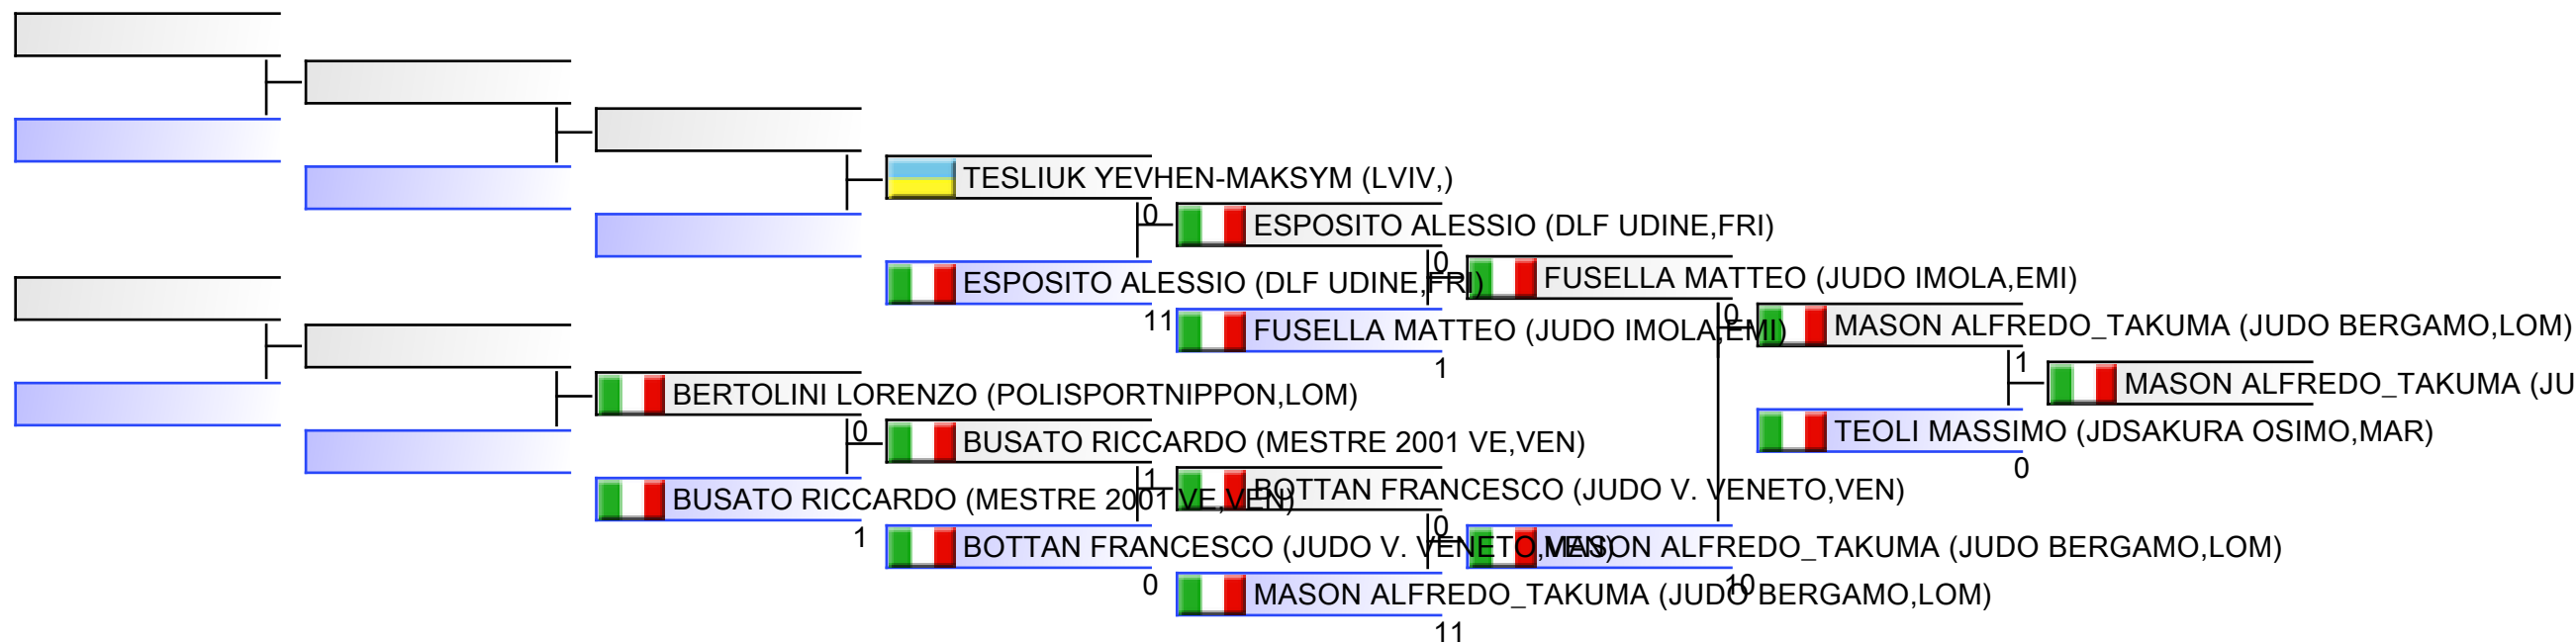 TESLIUK YEVHEN-MAKSYM (LVIV,)
0
ESPOSITO ALESSIO (DLF UDINE,FRI)
ESPOSITO ALESSIO (DLF UDINE,FRI)
11
0
FUSELLA MATTEO (JUDO IMOLA,EMI)
FUSELLA MATTEO (JUDO IMOLA,EMI)
1
0
MASON ALFREDO_TAKUMA (JUDO BERGAMO,LOM)
1
MASON ALFREDO_TAKUMA (JU
TEOLI MASSIMO (JDSAKURA OSIMO,MAR)
0
BERTOLINI LORENZO (POLISPORTNIPPON,LOM)
0
BUSATO RICCARDO (MESTRE 2001 VE,VEN)
BUSATO RICCARDO (MESTRE 2001 VE,VEN)
1
1
BOTTAN FRANCESCO (JUDO V. VENETO,VEN)
BOTTAN FRANCESCO (JUDO V. VENETO,VEN)
0
0
MASON ALFREDO_TAKUMA (JUDO BERGAMO,LOM)
10
MASON ALFREDO_TAKUMA (JUDO BERGAMO,LOM)
11